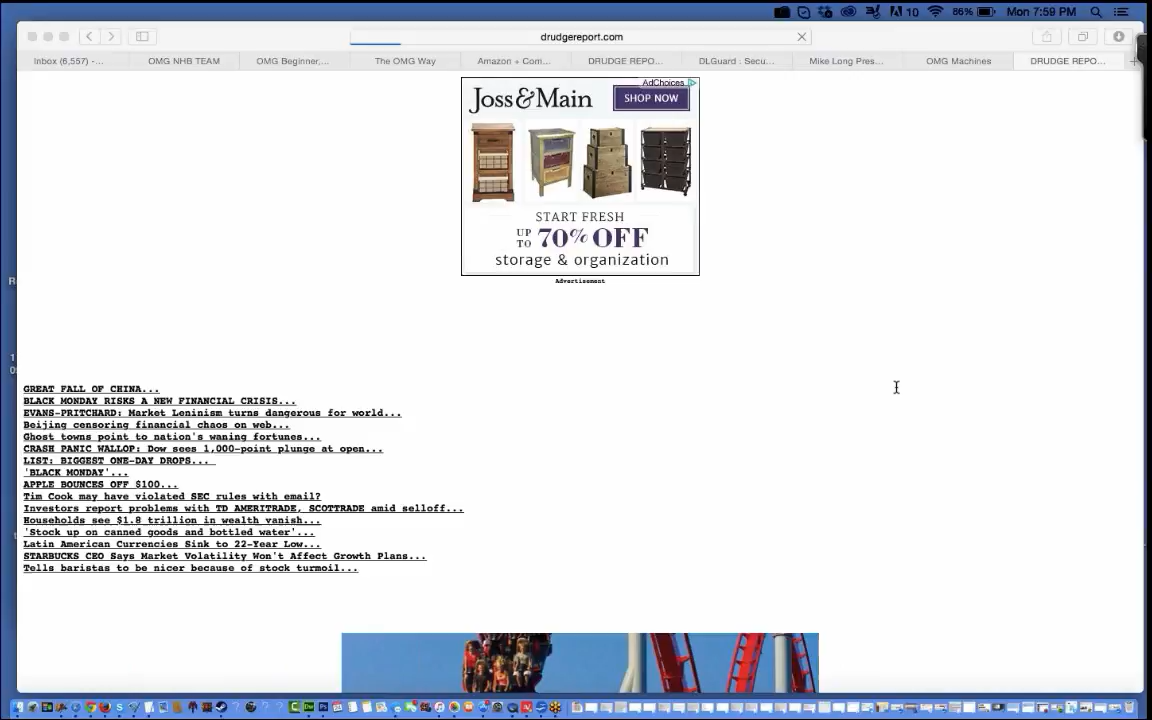 10 86% Mon 7:59 PM
drudgereport.com
Inbox (6,557) -... OMG NHB TEAM OMG Beginner,... The OMG Way Amazon + Com... DRUDGE REPO... DLGuard : Secu... Mike Long Pres... OMG Machines DRUDGE REPO...
AdChoices
Joss&Main SHOP NOW
START FRESH
UP TO 70% OFF
storage & organization
Advertisement
GREAT FALL OF CHINA...
BLACK MONDAY RISKS A NEW FINANCIAL CRISIS...
EVANS-PRITCHARD: Market Leninism turns dangerous for world...
Beijing censoring financial chaos on web...
Ghost towns point to nation's waning fortunes...
CRASH PANIC WALLOP: Dow sees 1,000-point plunge at open...
LIST: BIGGEST ONE-DAY DROPS...
'BLACK MONDAY'...
APPLE BOUNCES OFF $100...
Tim Cook may have violated SEC rules with email?
Investors report problems with TD AMERITRADE, SCOTTRADE amid selloff...
Households see $1.8 trillion in wealth vanish...
'Stock up on canned goods and bottled water'...
Latin American Currencies Sink to 22-Year Low...
STARBUCKS CEO Says Market Volatility Won't Affect Growth Plans...
Tells baristas to be nicer because of stock turmoil...